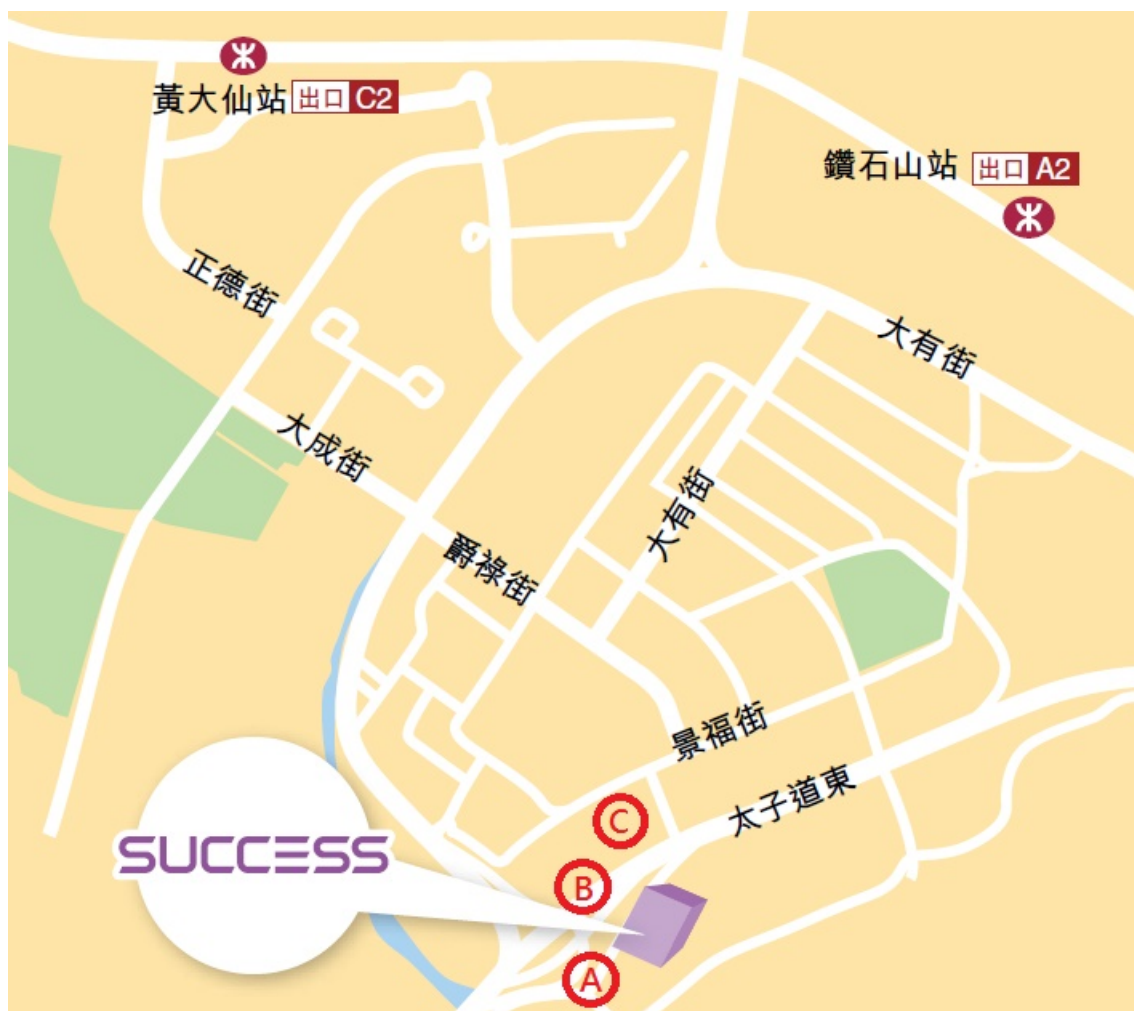 黃大仙站 出口 C2
鑽石山站 出口 A2
正德街
大有街
大成街
大有街
爵祿街
景福街
太子道東
C
SUCCESS
B
A